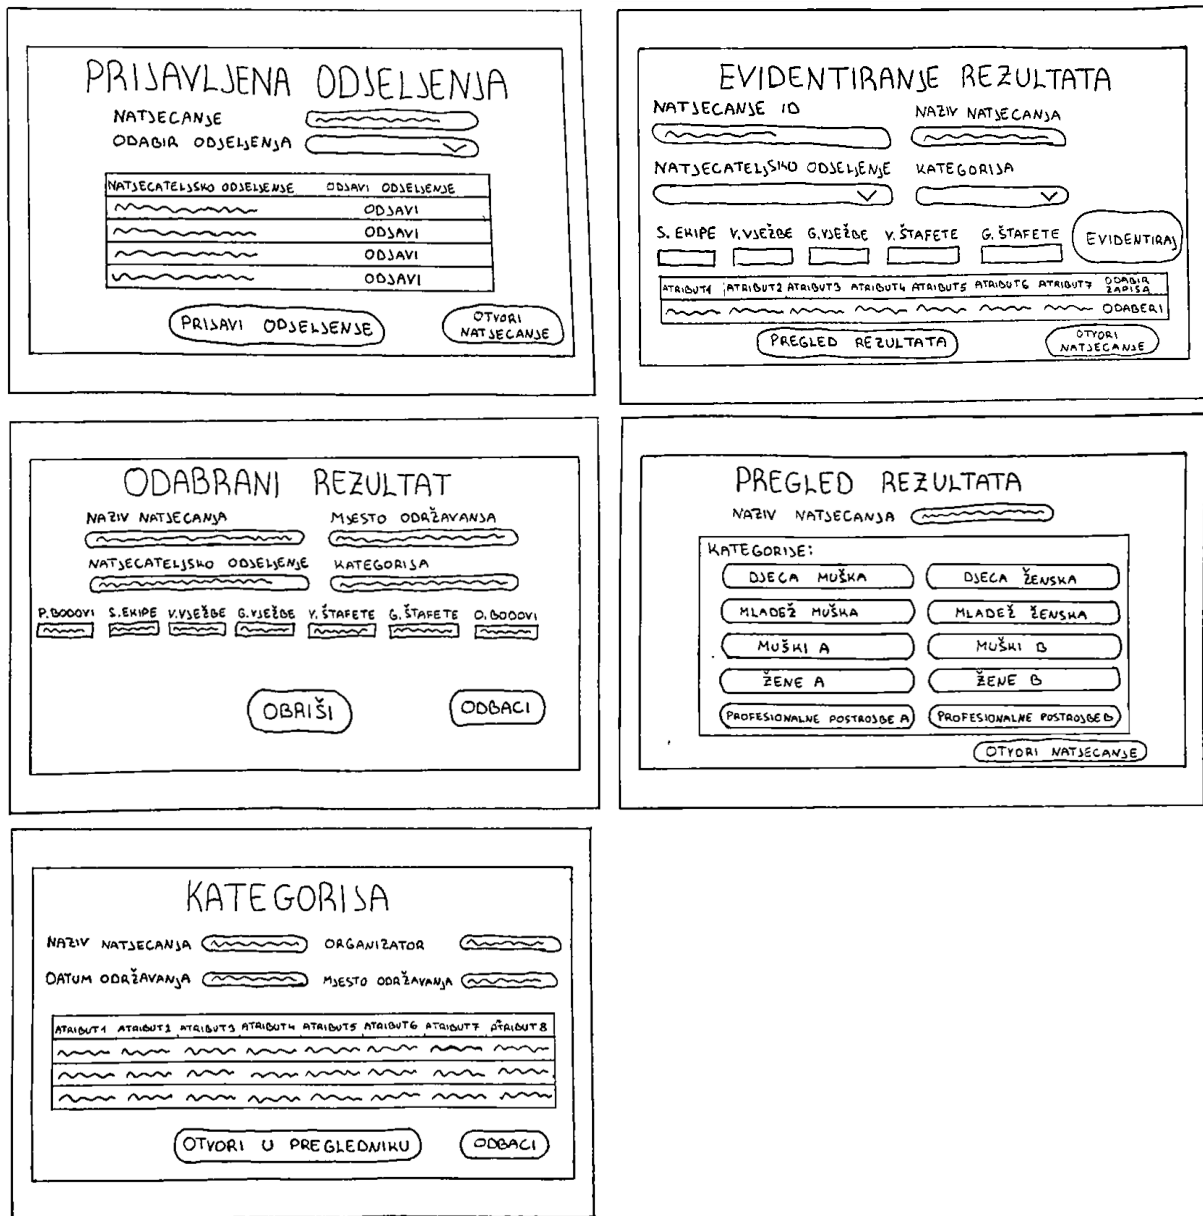 PRIJAVLJENA ODJELJENJA
NATJECANJE
ODABIR ODJELJENJA
NATJECATELJSKO ODJELJENJE ODJAVI ODJELJENJE
ODJAVI
ODJAVI
ODJAVI
ODJAVI
PRIJAVI ODJELJENJE
OTVORI
NATJECANJE
EVIDENTIRANJE REZULTATA
NATJECANJE ID NAZIV NATJECANJA
NATJECATELJSKO ODJELJENJE KATEGORIJA
S. EKIPE V. VJEŽBE G. VJEŽBE V. ŠTAFETE G. ŠTAFETE
EVIDENTIRAJ
ATRIBUT1 ATRIBUT2 ATRIBUT3 ATRIBUT4 ATRIBUT5 ATRIBUT6 ATRIBUT7 ODABIR
ZAPISA
ODABERI
PREGLED REZULTATA
OTVORI
NATJECANJE
ODABRANI REZULTAT
NAZIV NATJECANJA MJESTO ODRŽAVANJA
NATJECATELJSKO ODJELJENJE KATEGORIJA
P. BODOVI S. EKIPE V. VJEŽBE G. VJEŽBE V. ŠTAFETE G. ŠTAFETE O. BODOVI
OBRIŠI ODBACI
PREGLED REZULTATA
NAZIV NATJECANJA
KATEGORIJE:
DJECA MUŠKA DJECA ŽENSKA
MLADEŽ MUŠKA MLADEŽ ŽENSKA
MUŠKI A MUŠKI B
ŽENE A ŽENE B
PROFESIONALNE POSTROJBE A PROFESIONALNE POSTROJBE B
OTVORI NATJECANJE
KATEGORIJA
NAZIV NATJECANJA ORGANIZATOR
DATUM ODRŽAVANJA MJESTO ODRŽAVANJA
ATRIBUT1 ATRIBUT2 ATRIBUT3 ATRIBUT4 ATRIBUT5 ATRIBUT6 ATRIBUT7 ATRIBUT8
OTVORI U PREGLEDNIKU ODBACI